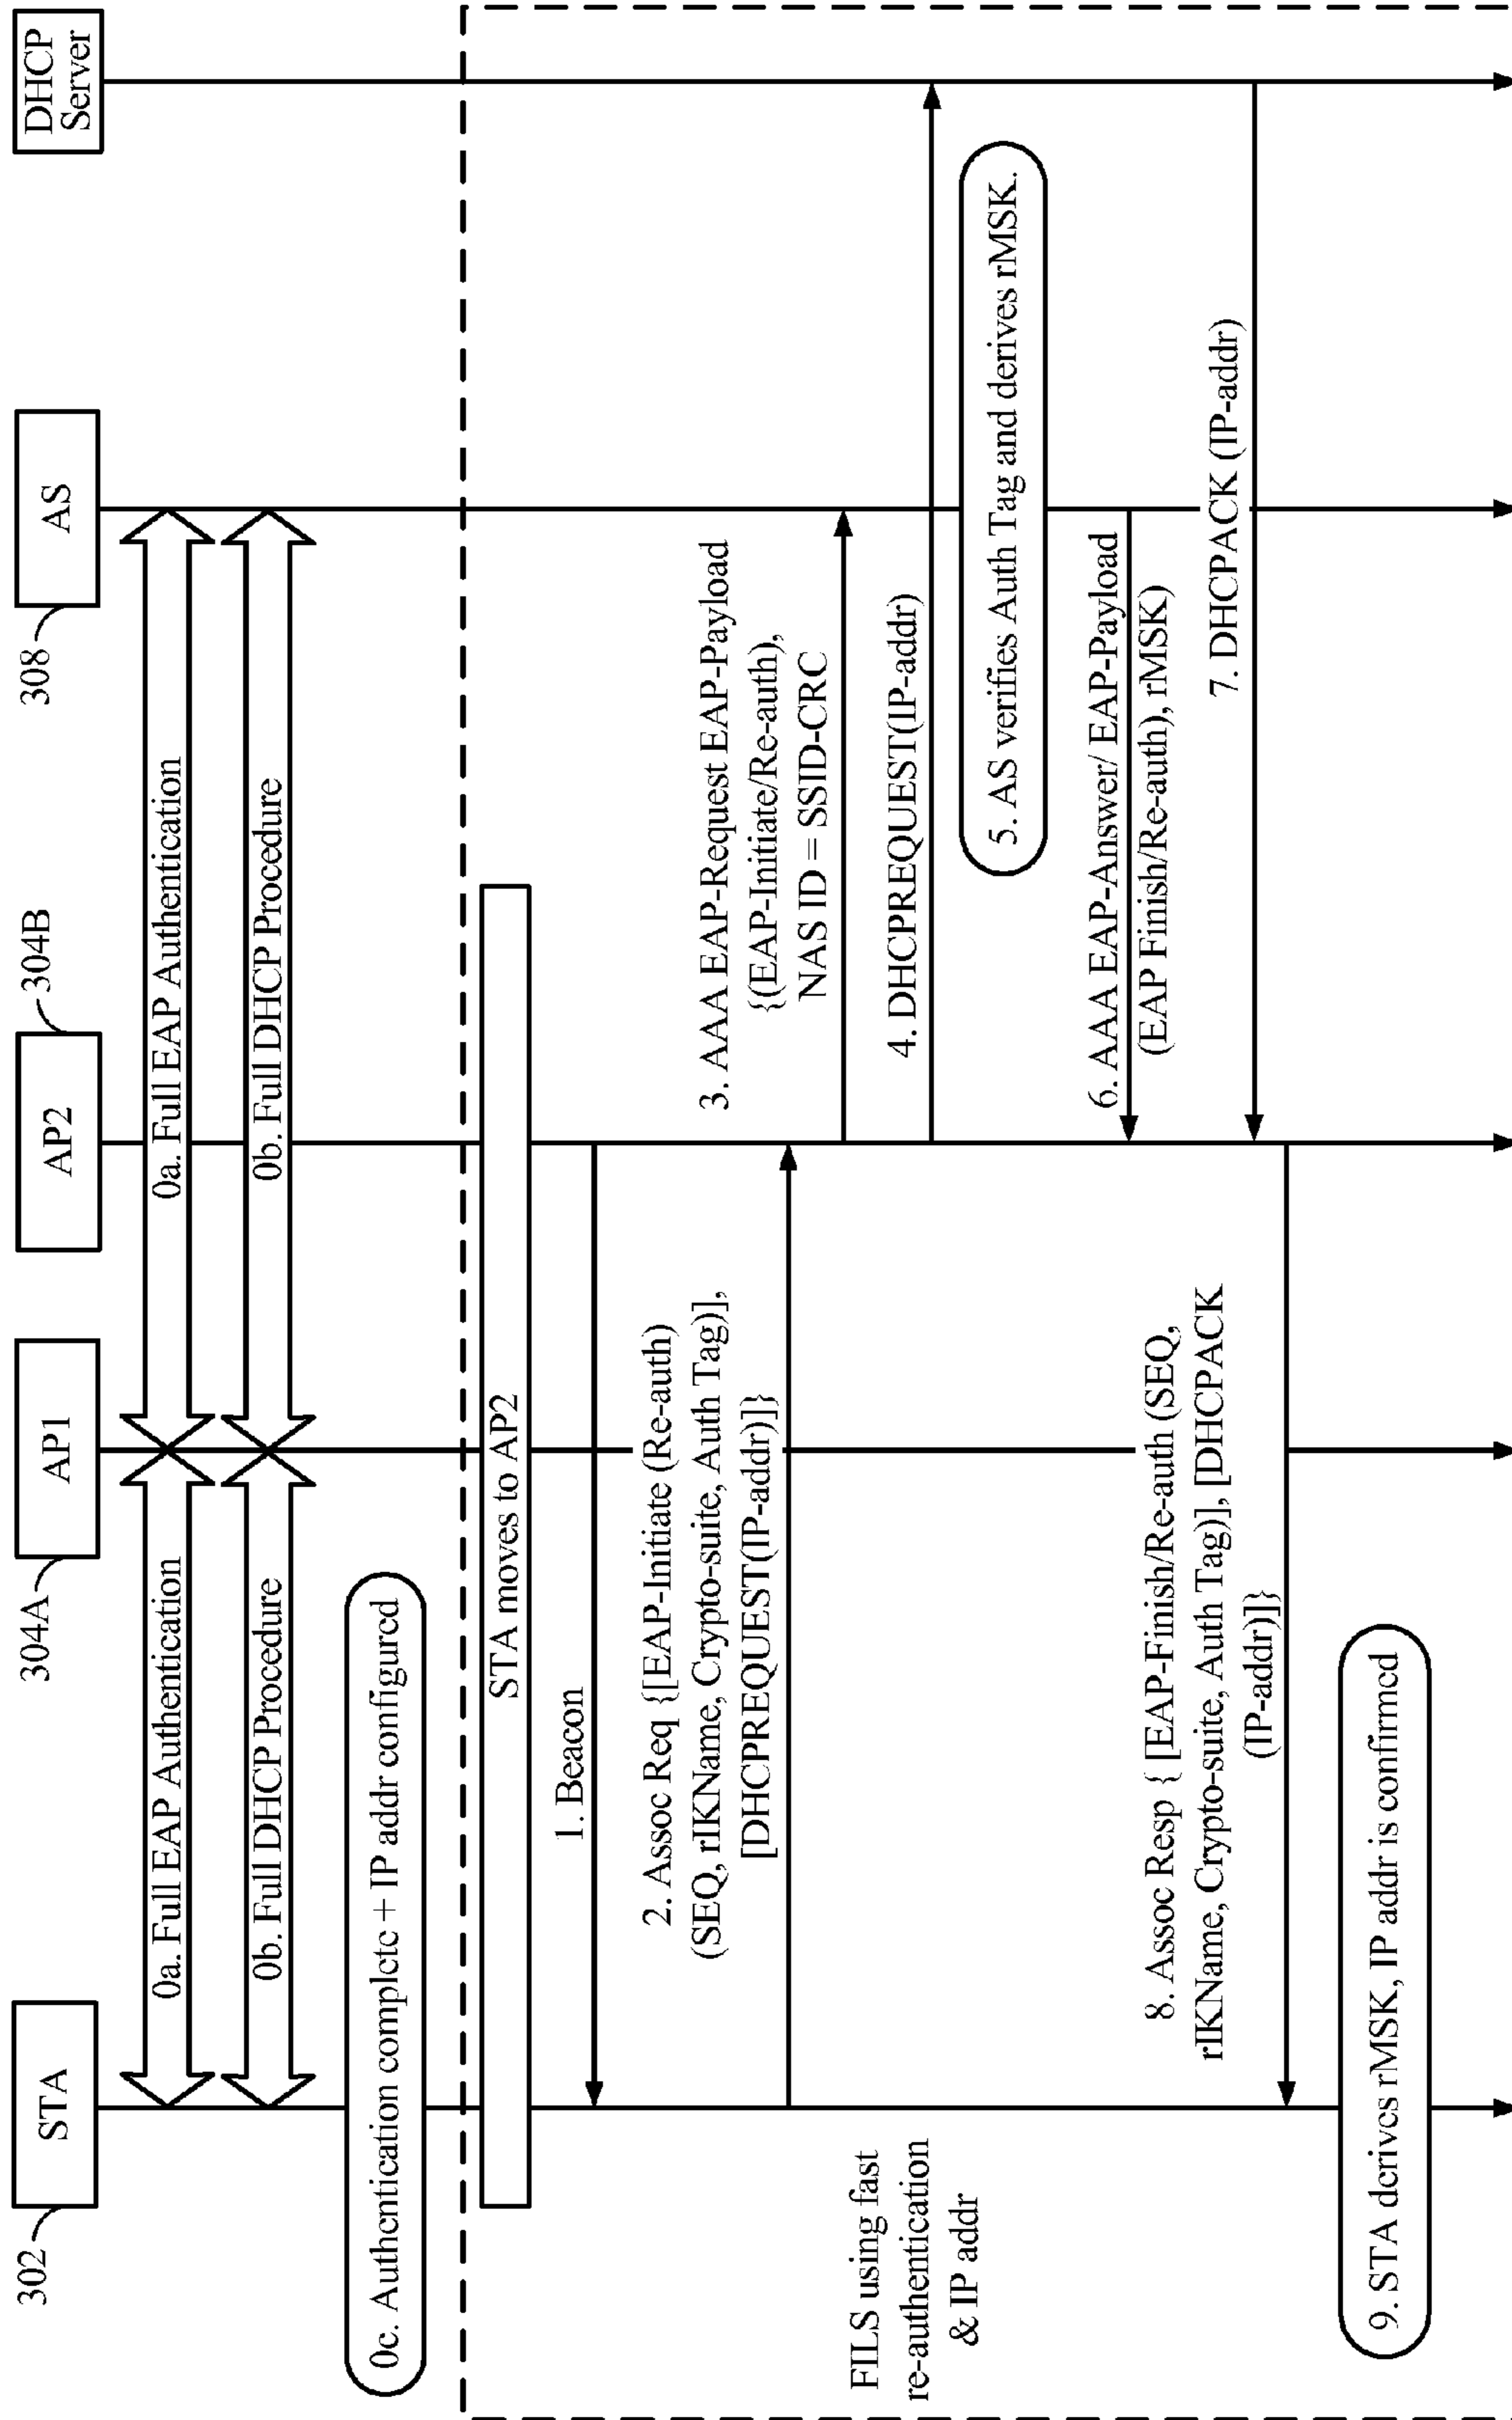 302
STA
304A
AP1
AP2
304B
308
AS
DHCP
Server
0a. Full EAP Authentication
0a. Full EAP Authentication
0b. Full DHCP Procedure
0b. Full DHCP Procedure
0c. Authentication complete + IP addr configured
STA moves to AP2
1. Beacon
2. Assoc Req {[EAP-Initiate (Re-auth)
(SEQ, rIKName, Crypto-suite, Auth Tag)],
[DHCPREQUEST(IP-addr)]}
3. AAA EAP-Request EAP-Payload
{(EAP-Initiate/Re-auth),
NAS ID = SSID-CRC
FILS using fast
re-authentication
& IP addr
4. DHCPREQUEST(IP-addr)
5. AS verifies Auth Tag and derives rMSK.
6. AAA EAP-Answer/ EAP-Payload
(EAP Finish/Re-auth), rMSK)
7. DHCPACK (IP-addr)
8. Assoc Resp { [EAP-Finish/Re-auth (SEQ,
rIKName, Crypto-suite, Auth Tag)], [DHCPACK
(IP-addr)]}
9. STA derives rMSK, IP addr is confirmed